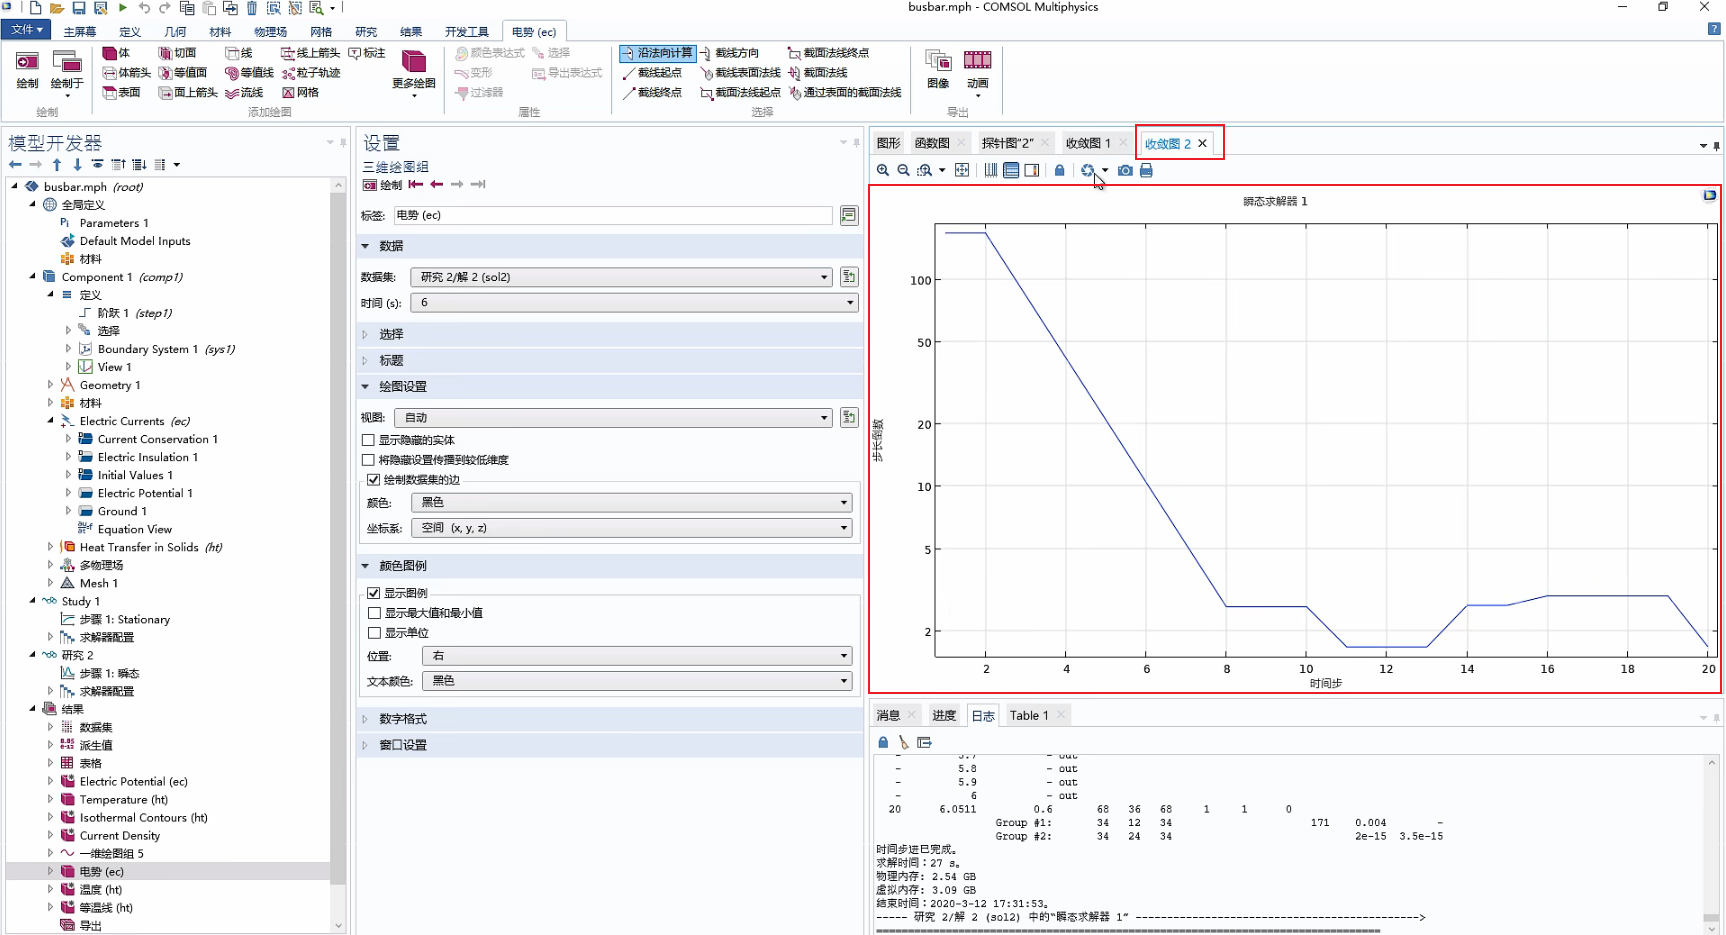 busbar.mph - COMSOL Multiphysics
文件 主屏幕 定义 几何 材料 物理场 网格 研究 结果 开发工具 电势 (ec)
体 切面 线 线上箭头 标注
体箭头 等值面 等值线 粒子轨迹
表面 面上箭头 流线 网格
绘制 绘制于 更多绘图
绘制 添加绘图
颜色表达式 选择
变形 导出表达式
过滤器
属性
沿法向计算 截线方向 截面法线终点
截线起点 截线表面法线 截面法线
截线终点 截面法线起点 通过表面的截面法线
选择
图像 动画
导出
模型开发器
busbar.mph (root)
全局定义
Pi Parameters 1
Default Model Inputs
材料
Component 1 (comp1)
定义
阶跃 1 (step1)
选择
Boundary System 1 (sys1)
View 1
Geometry 1
材料
Electric Currents (ec)
Current Conservation 1
Electric Insulation 1
Initial Values 1
Electric Potential 1
Ground 1
Equation View
Heat Transfer in Solids (ht)
多物理场
Mesh 1
Study 1
步骤 1: Stationary
求解器配置
研究 2
步骤 1: 瞬态
求解器配置
结果
数据集
派生值
表格
Electric Potential (ec)
Temperature (ht)
Isothermal Contours (ht)
Current Density
一维绘图组 5
电势 (ec)
温度 (ht)
等温线 (ht)
导出
设置
三维绘图组
绘制
标签: 电势 (ec)
数据
数据集: 研究 2/解 2 (sol2)
时间 (s): 6
选择
标题
绘图设置
视图: 自动
显示隐藏的实体
将隐藏设置传播到较低维度
绘制数据集的边
颜色: 黑色
坐标系: 空间 (x, y, z)
颜色图例
显示图例
显示最大值和最小值
显示单位
位置: 右
文本颜色: 黑色
数字格式
窗口设置
图形 函数图 探针图"2" 收敛图 1 收敛图 2
瞬态求解器 1
100
50
20
10
5
2
步长倒数
2 4 6 8 10 12 14 16 18 20
时间步
消息 进度 日志 Table 1
- 5.7 - out
- 5.8 - out
- 5.9 - out
- 6 - out
20 6.0511 0.6 68 36 68 1 1 0
Group #1: 34 12 34 171 0.004 -
Group #2: 34 24 34 2e-15 3.5e-15
时间步进已完成。
求解时间：27 s。
物理内存: 2.54 GB
虚拟内存: 3.09 GB
结束时间：2020-3-12 17:31:53。
----- 研究 2/解 2 (sol2) 中的"瞬态求解器 1" --------------------------------------------->
================================================================================